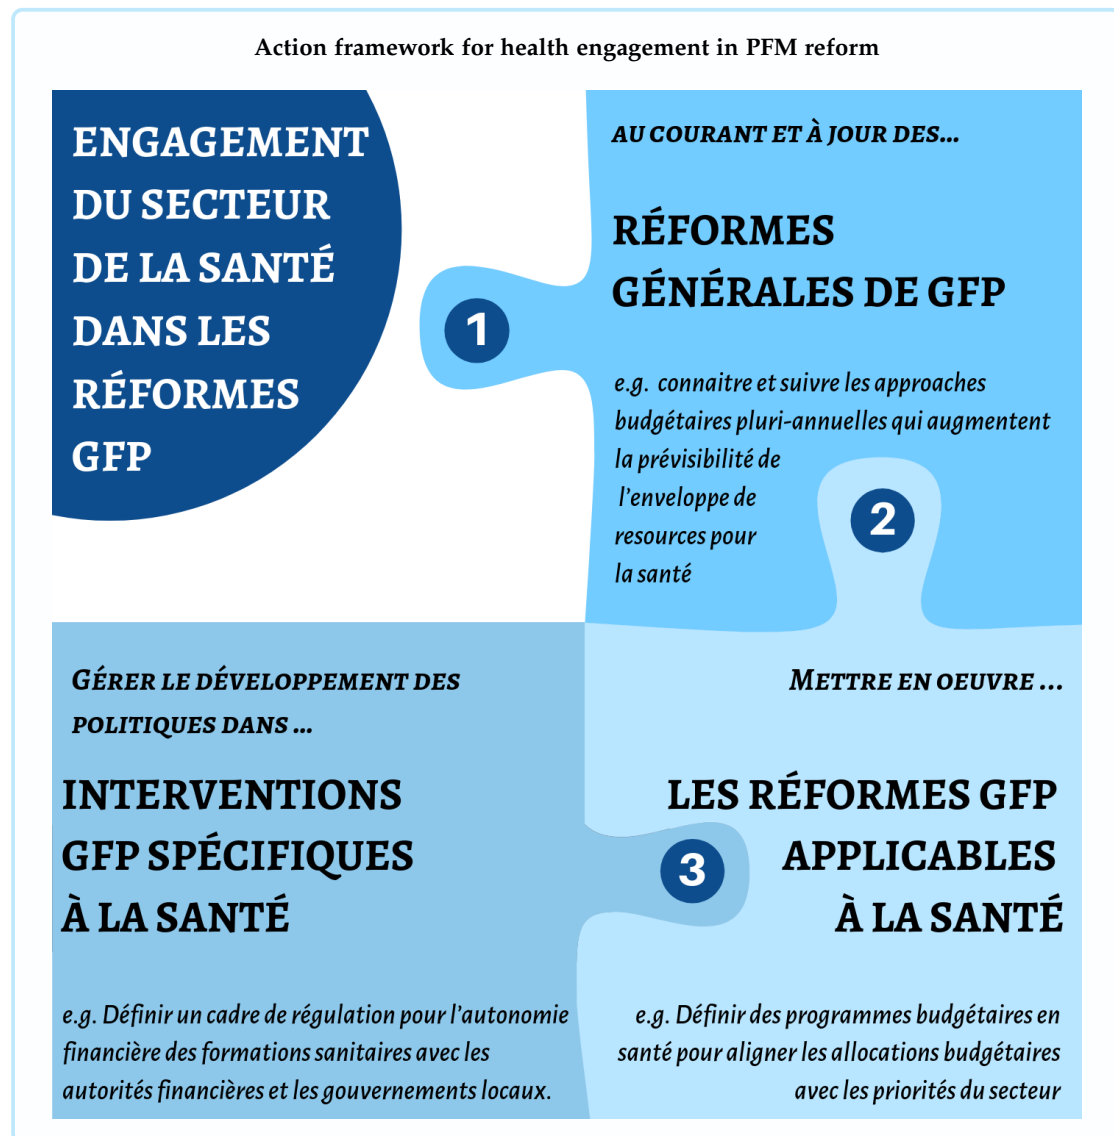 Action framework for health engagement in PFM reform
ENGAGEMENT
DU SECTEUR
DE LA SANTÉ
DANS LES
RÉFORMES
GFP
1
AU COURANT ET À JOUR DES...
RÉFORMES
GÉNÉRALES DE GFP
e.g. connaitre et suivre les approches
budgétaires pluri-annuelles qui augmentent
la prévisibilité de
l'enveloppe de
resources pour
la santé
2
METTRE EN OEUVRE ...
LES RÉFORMES GFP
APPLICABLES
À LA SANTÉ
e.g. Définir des programmes budgétaires en
santé pour aligner les allocations budgétaires
avec les priorités du secteur
3
GÉRER LE DÉVELOPPEMENT DES
POLITIQUES DANS ...
INTERVENTIONS
GFP SPÉCIFIQUES
À LA SANTÉ
e.g. Définir un cadre de régulation pour l'autonomie
financière des formations sanitaires avec les
autorités financières et les gouvernements locaux.